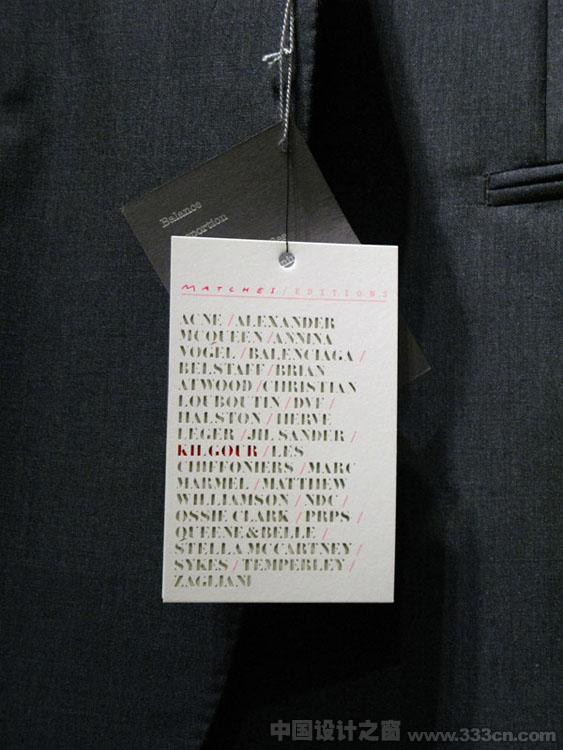 Balance
MATCHES/EDITIONS
ACNE /ALEXANDER
MCQUEEN /ANNINA
VOGEL /BALENCIAGA /
BELSTAFF /BRIAN
ATWOOD /CHRISTIAN
LOUBOUTIN /DVF /
HALSTON /HERVE
LEGER /JIL SANDER /
KILGOUR /LES
CHIFFONIERS /MARC
MARMEL /MATTHEW
WILLIAMSON /NDC /
OSSIE CLARK /PRPS /
QUEENE&BELLE /
STELLA MCCARTNEY /
SYKES /TEMPERLEY /
ZAGLIANI
中国设计之窗 www.333cn.com